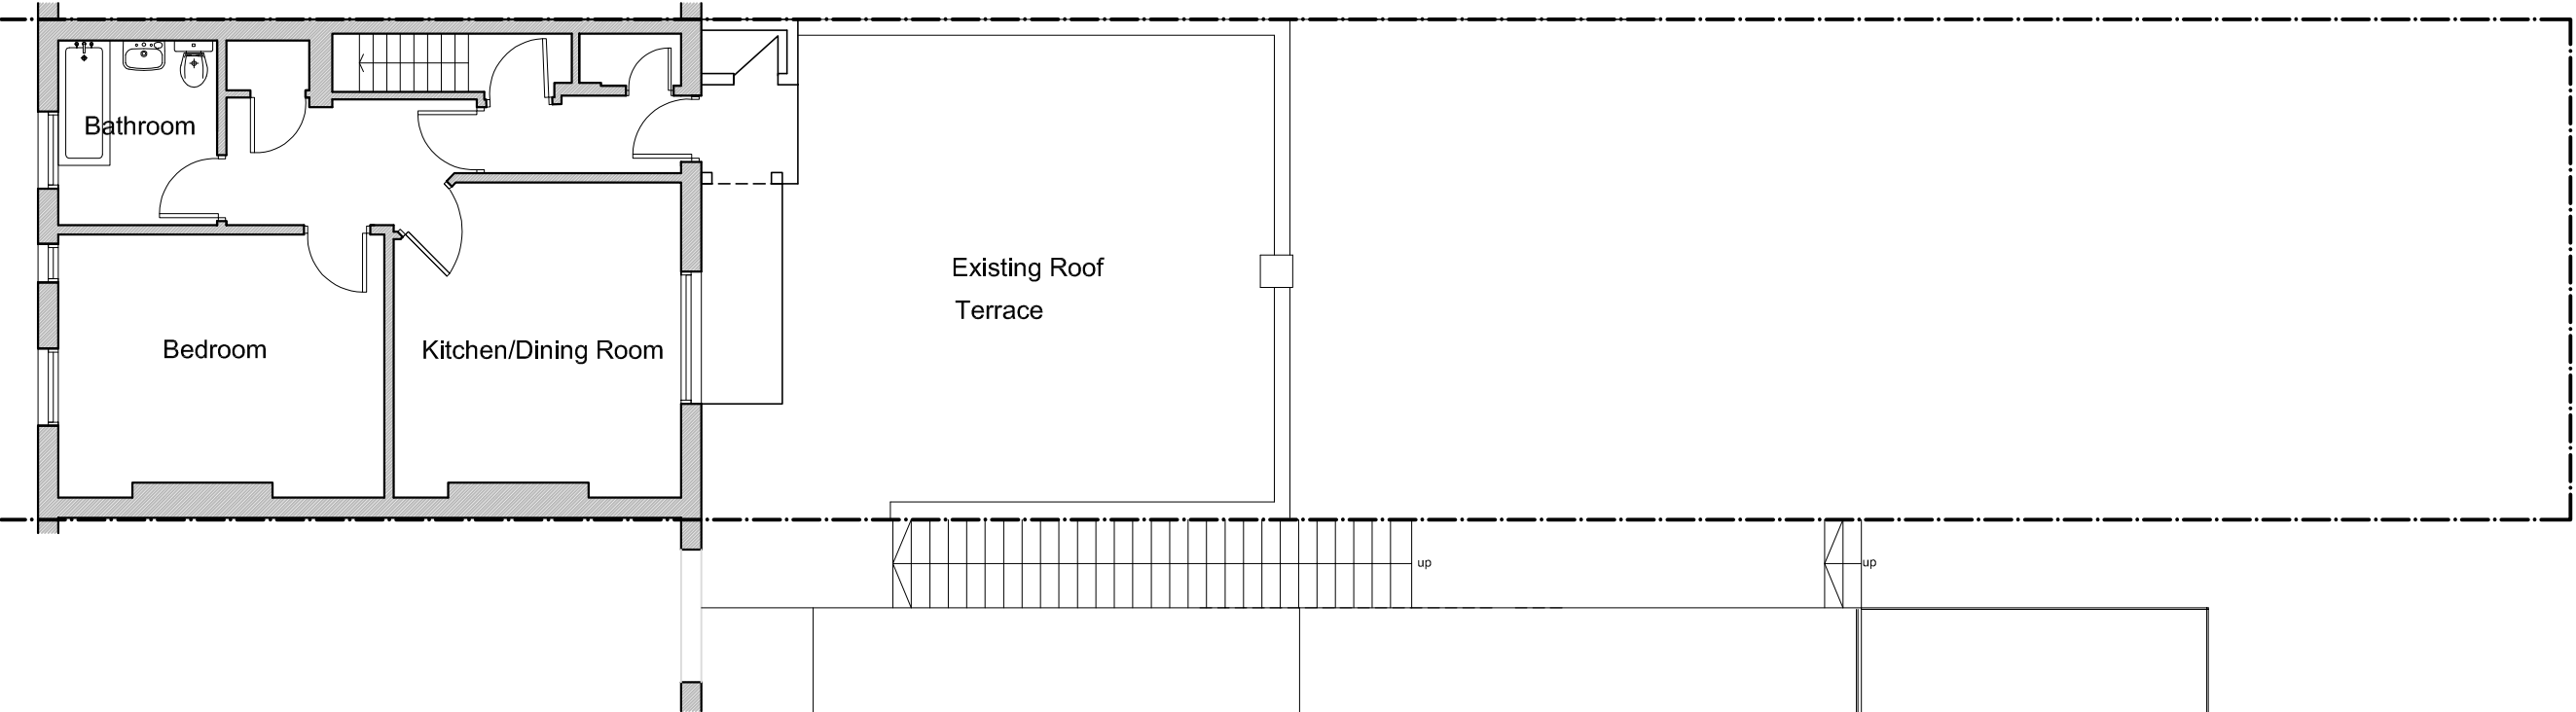 Bathroom
Existing Roof
Terrace
Bedroom
Kitchen/Dining Room
up
up